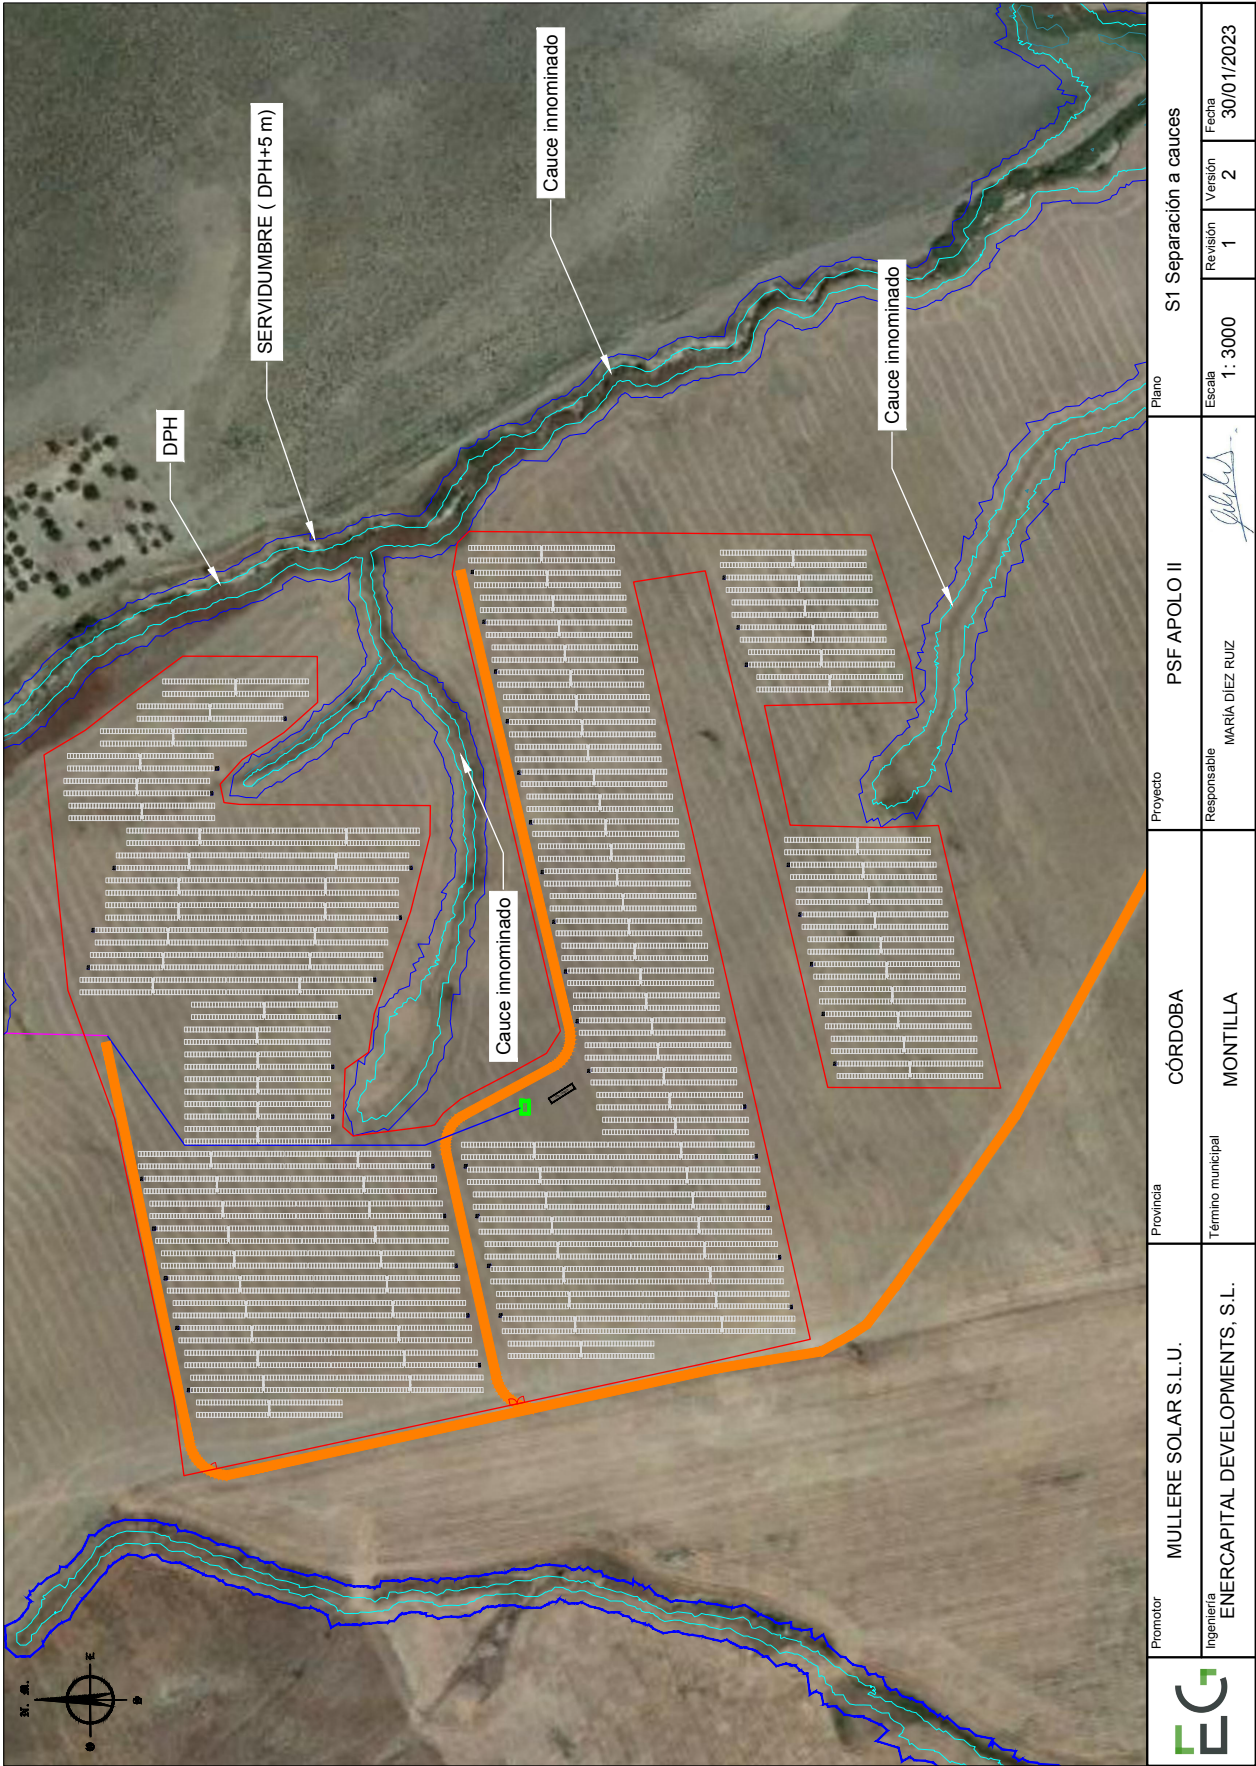 DPH
SERVIDUMBRE ( DPH+5 m)
Cauce innominado
Cauce innominado
Cauce innominado
N. M.
E
EG
Promotor
MULLERE SOLAR S.L.U.
Ingeniería
ENERCAPITAL DEVELOPMENTS, S.L.
Provincia
CÓRDOBA
Término municipal
MONTILLA
Proyecto
PSF APOLO II
Responsable
MARÍA DÍEZ RUIZ
Plano
S1 Separación a cauces
Escala
1: 3000
Revisión
1
Versión
2
Fecha
30/01/2023